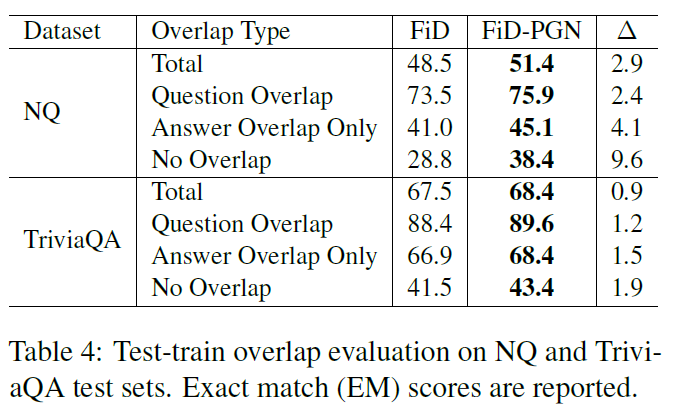 Dataset Overlap Type FiD FiD-PGN Δ
NQ Total 48.5 51.4 2.9
Question Overlap 73.5 75.9 2.4
Answer Overlap Only 41.0 45.1 4.1
No Overlap 28.8 38.4 9.6
TriviaQA Total 67.5 68.4 0.9
Question Overlap 88.4 89.6 1.2
Answer Overlap Only 66.9 68.4 1.5
No Overlap 41.5 43.4 1.9
Table 4: Test-train overlap evaluation on NQ and Trivi-
aQA test sets. Exact match (EM) scores are reported.